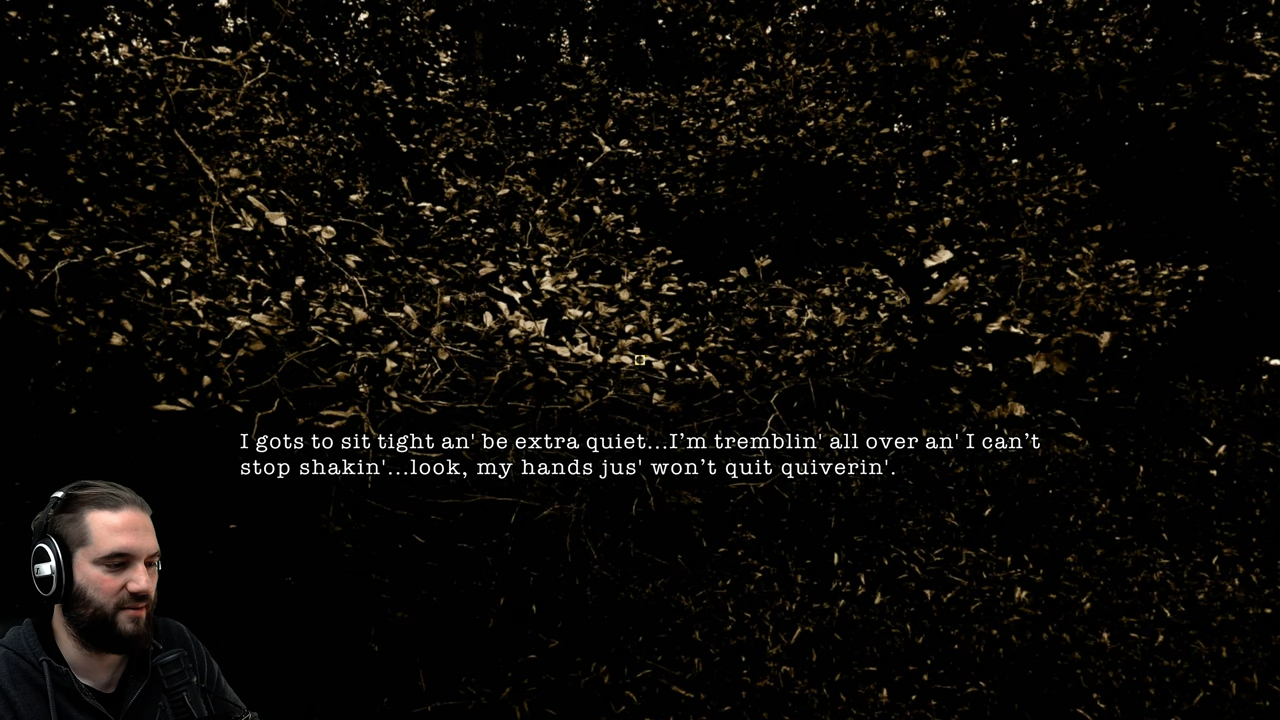 I gots to sit tight an' be extra quiet...I’m tremblin' all over an' I can’t
stop shakin'...look, my hands jus' won’t quit quiverin'.